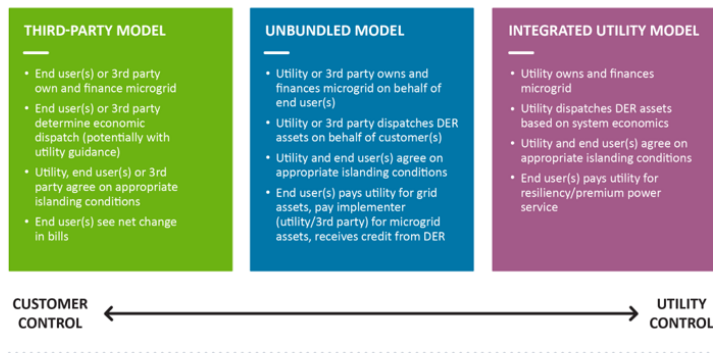 THIRD-PARTY MODEL
• End user(s) or 3rd party
own and finance microgrid
• End user(s) or 3rd party
determine economic
dispatch (potentially with
utility guidance)
• Utility, end user(s) or 3rd
party agree on appropriate
islanding conditions
• End user(s) see net change
in bills
UNBUNDLED MODEL
• Utility or 3rd party owns and
finances microgrid on behalf of
end user(s)
• Utility or 3rd party dispatches DER
assets on behalf of customer(s)
• Utility and end user(s) agree on
appropriate islanding conditions
• End user(s) pays utility for grid
assets, pay implementer
(utility/3rd party) for microgrid
assets, receives credit from DER
INTEGRATED UTILITY MODEL
• Utility owns and finances
microgrid
• Utility dispatches DER assets
based on system economics
• Utility and end user(s) agree on
appropriate islanding conditions
• End user(s) pays utility for
resiliency/premium power
service
CUSTOMER
CONTROL
UTILITY
CONTROL